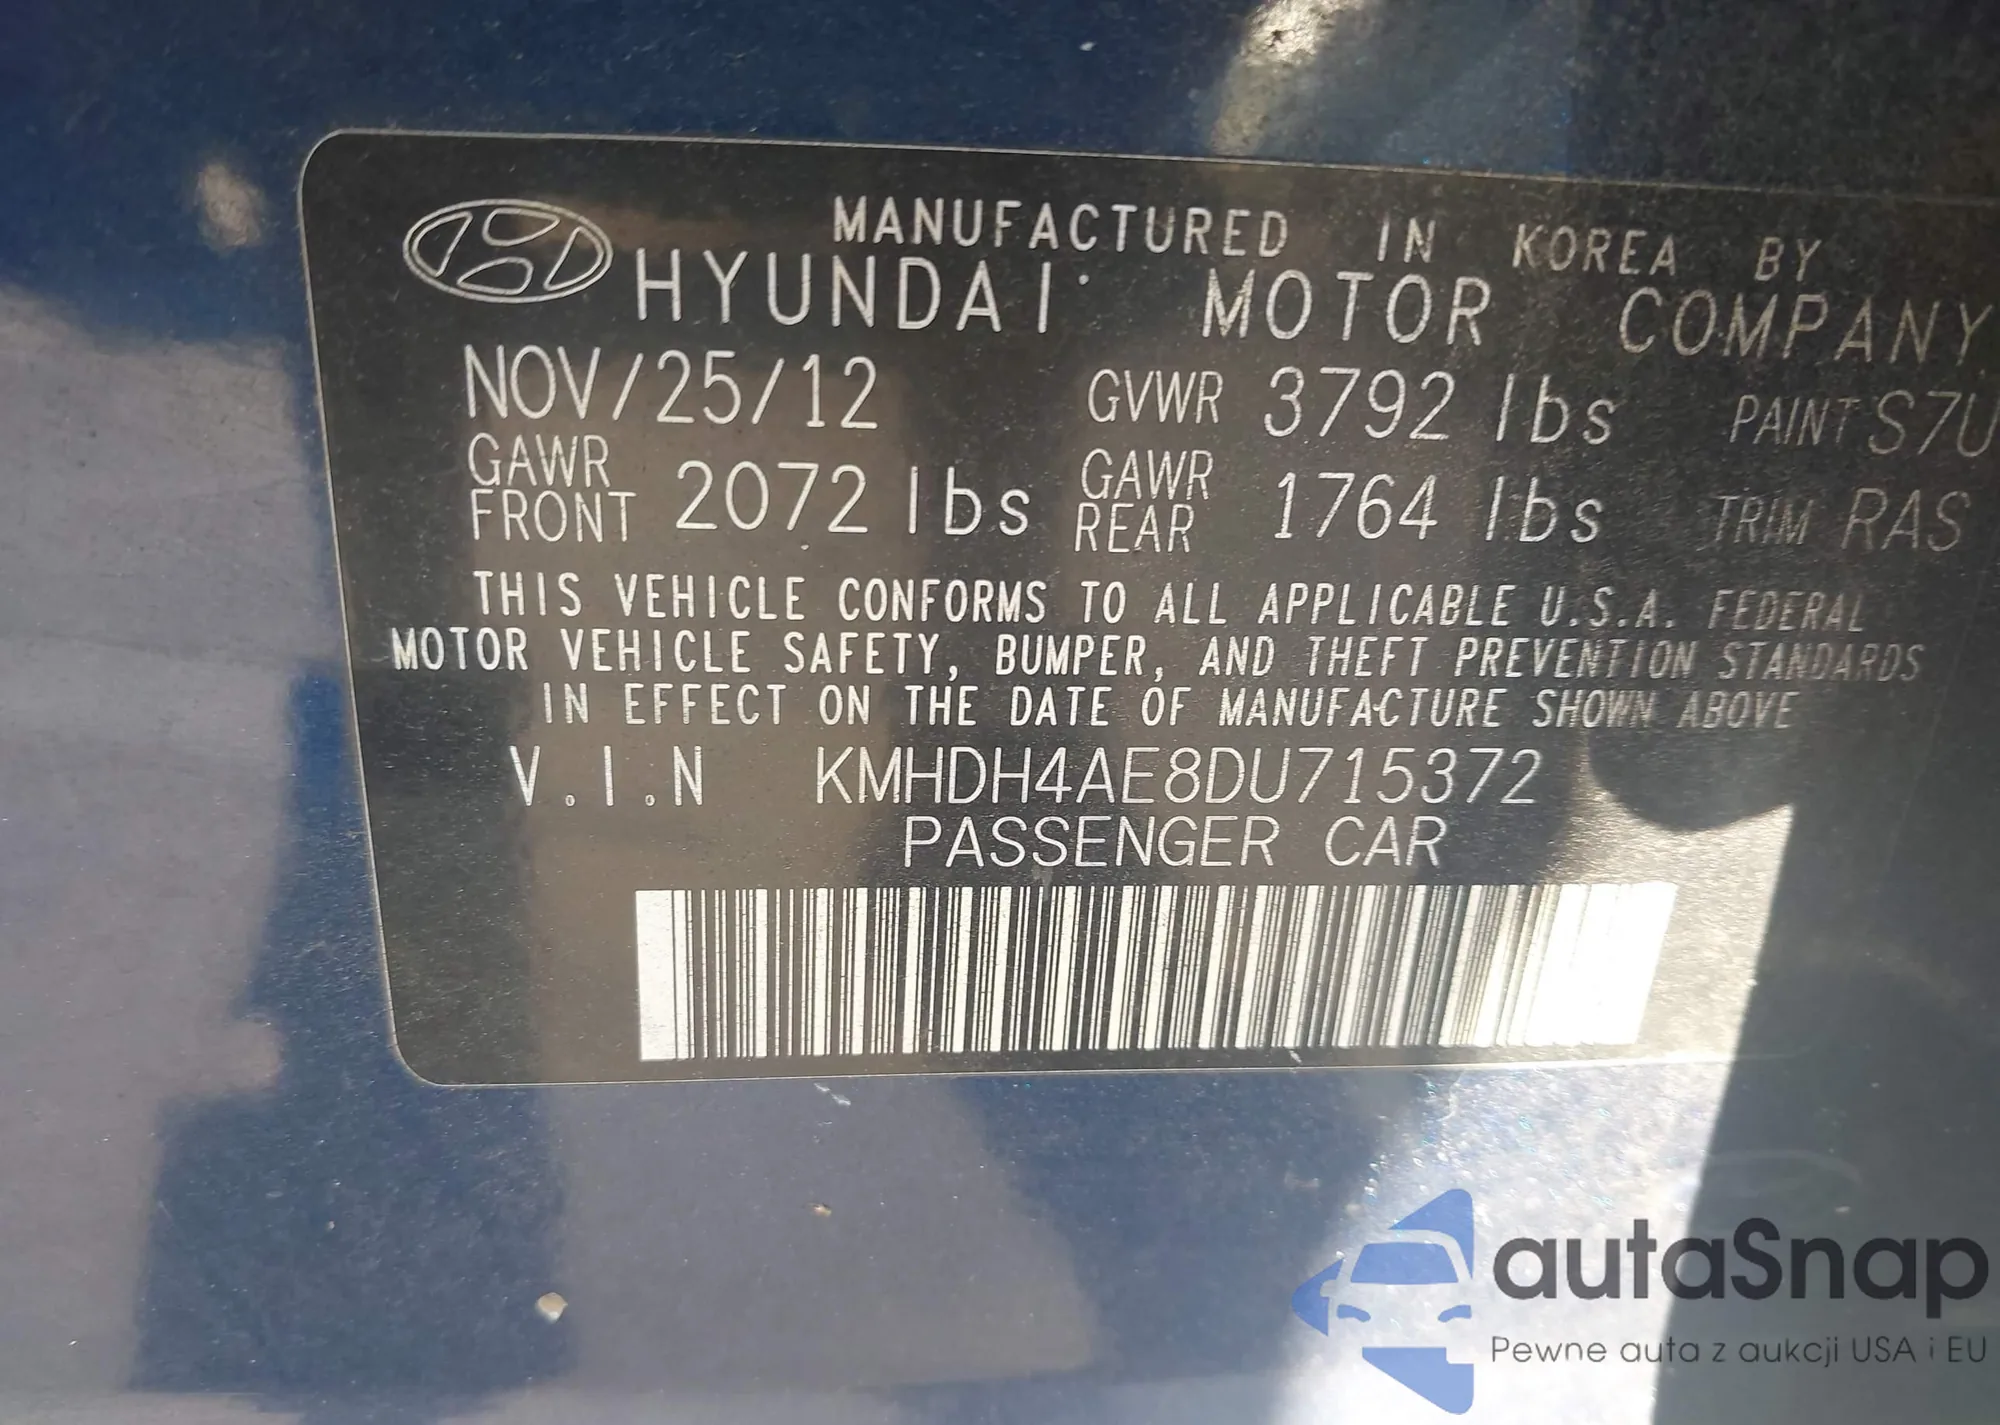 MANUFACTURED IN KOREA BY
HYUNDAI MOTOR COMPANY
NOV/25/12 GVWR 3792 lbs PAINT S7U
GAWR FRONT 2072 lbs GAWR REAR 1764 lbs TRIM RAS
THIS VEHICLE CONFORMS TO ALL APPLICABLE U.S.A. FEDERAL
MOTOR VEHICLE SAFETY, BUMPER, AND THEFT PREVENTION STANDARDS
IN EFFECT ON THE DATE OF MANUFACTURE SHOWN ABOVE
V.I.N KMHDH4AE8DU715372
PASSENGER CAR
autaSnap
Pewne auta z aukcji USA i EU